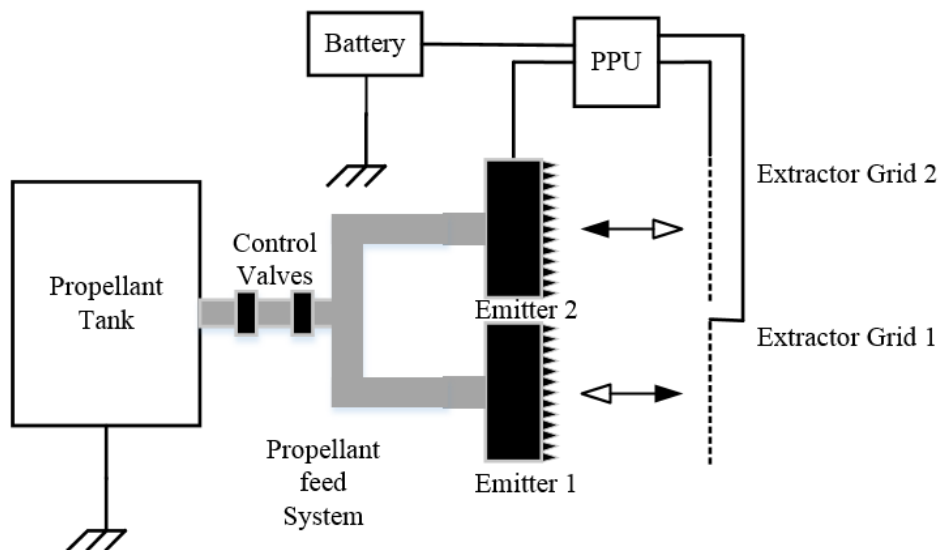 Battery
PPU
Extractor Grid 2
Control
Valves
Propellant
Tank
Emitter 2
Extractor Grid 1
Propellant
feed
System
Emitter 1